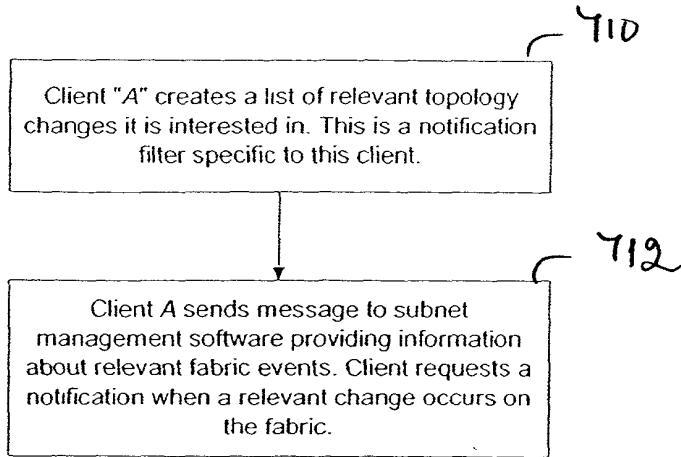 710
Client "A" creates a list of relevant topology
changes it is interested in. This is a notification
filter specific to this client.
712
Client A sends message to subnet
management software providing information
about relevant fabric events. Client requests a
notification when a relevant change occurs on
the fabric.